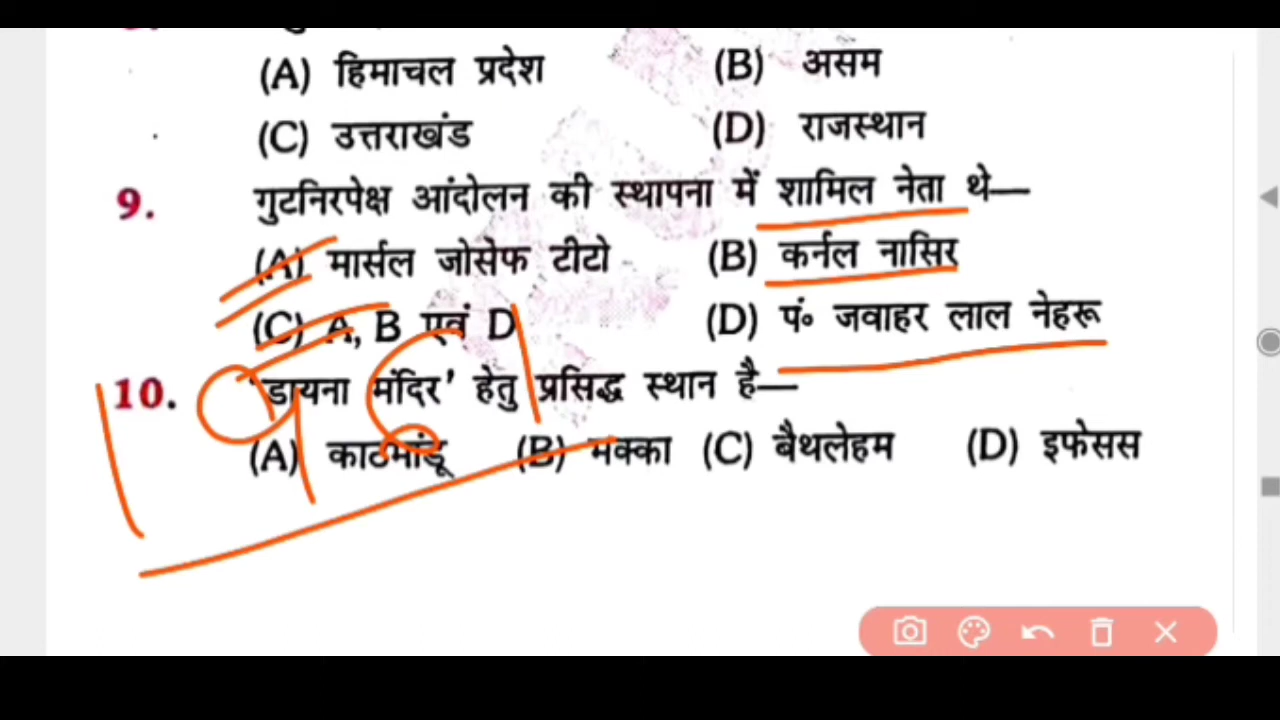 (A) हिमाचल प्रदेश (B) असम
(C) उत्तराखंड (D) राजस्थान
9. गुटनिरपेक्ष आंदोलन की स्थापना में शामिल नेता थे—
(A) मार्सल जोसेफ टीटो (B) कर्नल नासिर
(C) A, B एवं D (D) पं॰ जवाहर लाल नेहरू
10. 'डायना मंदिर' हेतु प्रसिद्ध स्थान है—
(A) काठमांडू (B) मक्का (C) बैथलेहम (D) इफेसस
1961